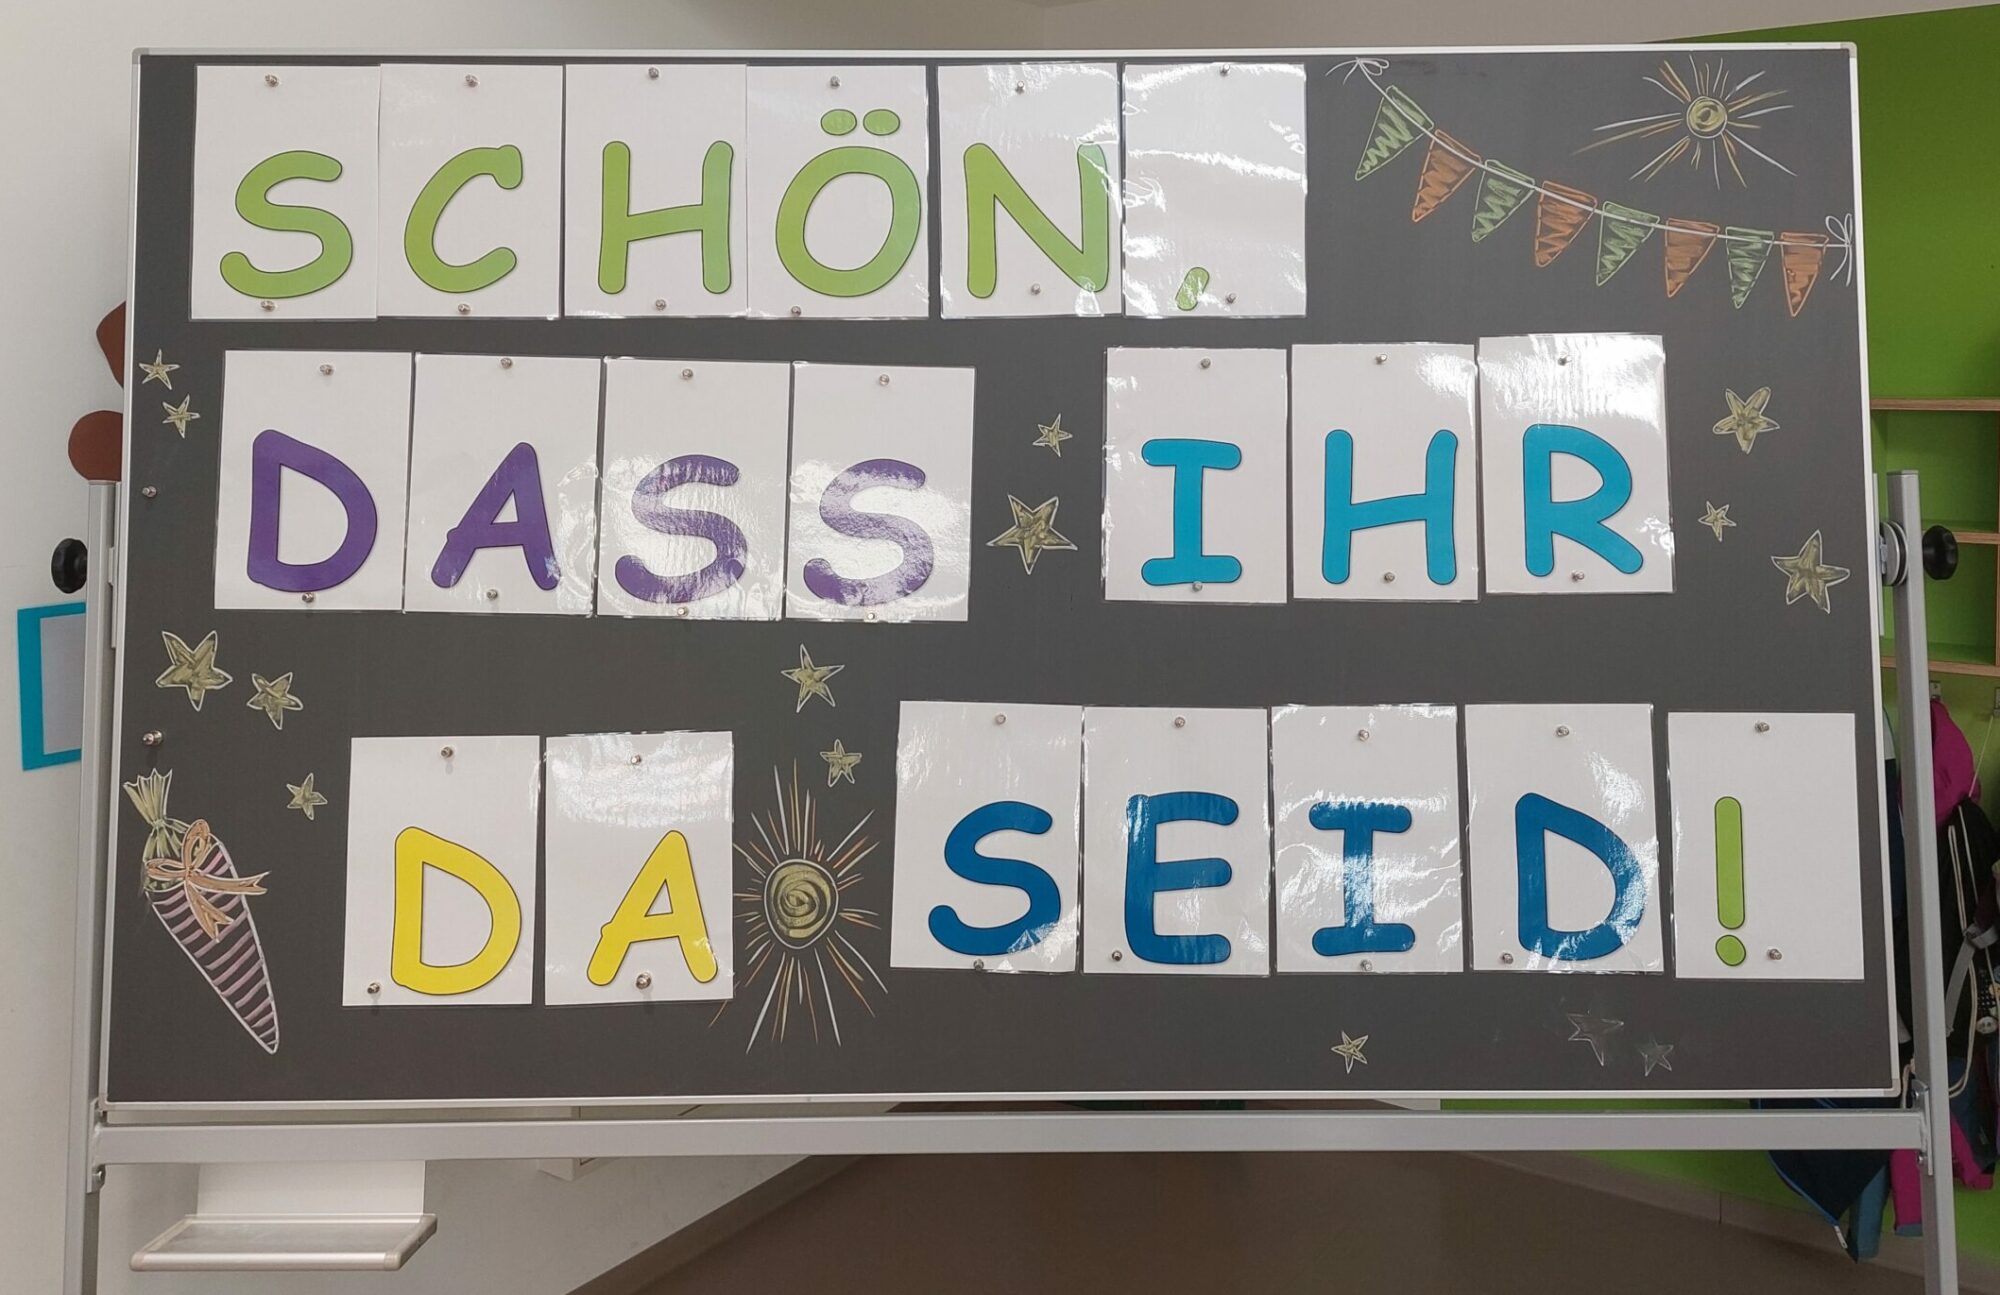 SCHÖN,
DASS IHR
DA SEID!